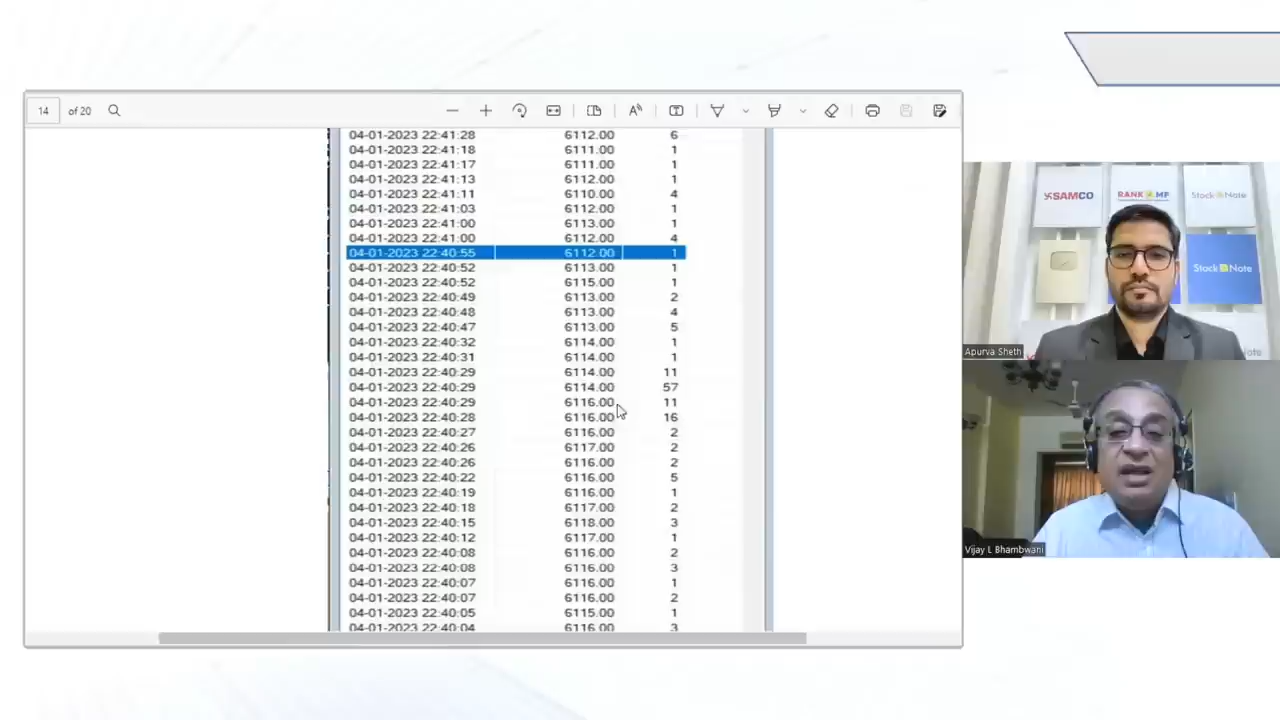 14 of 20
04-01-2023 22:41:28 6112.00 6
04-01-2023 22:41:18 6111.00 1
04-01-2023 22:41:17 6111.00 1
04-01-2023 22:41:13 6112.00 1
04-01-2023 22:41:11 6110.00 4
04-01-2023 22:41:03 6112.00 1
04-01-2023 22:41:00 6113.00 1
04-01-2023 22:41:00 6112.00 4
04-01-2023 22:40:55 6112.00 1
04-01-2023 22:40:52 6113.00 1
04-01-2023 22:40:52 6115.00 1
04-01-2023 22:40:49 6113.00 2
04-01-2023 22:40:48 6113.00 4
04-01-2023 22:40:47 6113.00 5
04-01-2023 22:40:32 6114.00 1
04-01-2023 22:40:31 6114.00 1
04-01-2023 22:40:29 6114.00 11
04-01-2023 22:40:29 6114.00 57
04-01-2023 22:40:29 6116.00 11
04-01-2023 22:40:28 6116.00 16
04-01-2023 22:40:27 6116.00 2
04-01-2023 22:40:26 6117.00 2
04-01-2023 22:40:26 6116.00 2
04-01-2023 22:40:22 6116.00 5
04-01-2023 22:40:19 6116.00 1
04-01-2023 22:40:18 6117.00 2
04-01-2023 22:40:15 6118.00 3
04-01-2023 22:40:12 6117.00 1
04-01-2023 22:40:08 6116.00 2
04-01-2023 22:40:08 6116.00 3
04-01-2023 22:40:07 6116.00 1
04-01-2023 22:40:07 6116.00 2
04-01-2023 22:40:05 6115.00 1
04-01-2023 22:40:04 6116.00 3
SAMCO
RANK MF
Stock Note
Stock Note
Apurva Sheth
Vijay L Bhambwani